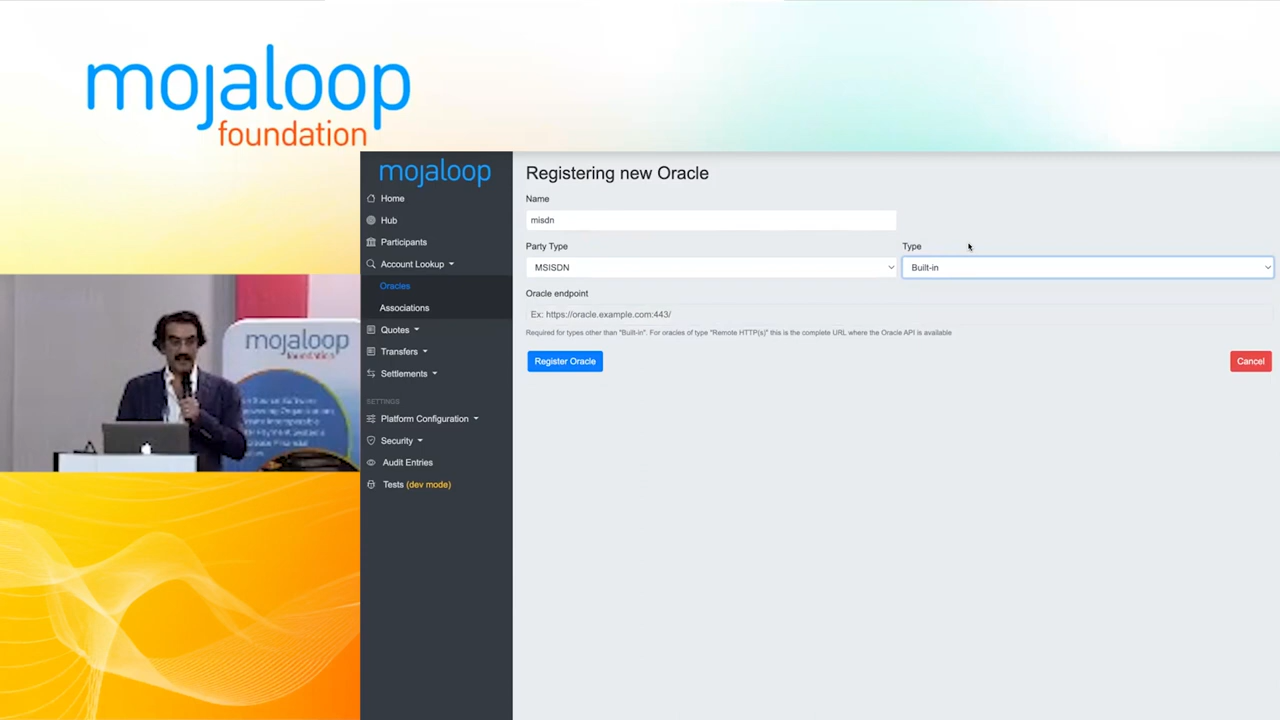 mojaloop
foundation
mojaloop
Home
Hub
Participants
Account Lookup
Oracles
Associations
Quotes
Transfers
Settlements
SETTINGS
Platform Configuration
Security
Audit Entries
Tests (dev mode)
Registering new Oracle
Name
misdn
Party Type
Type
MSISDN
Built-in
Oracle endpoint
Ex: https://oracle.example.com:443/
Required for types other than "Built-in". For oracles of type "Remote HTTP(s)" this is the complete URL where the Oracle API is available
Register Oracle
Cancel
mojaloop
foundation